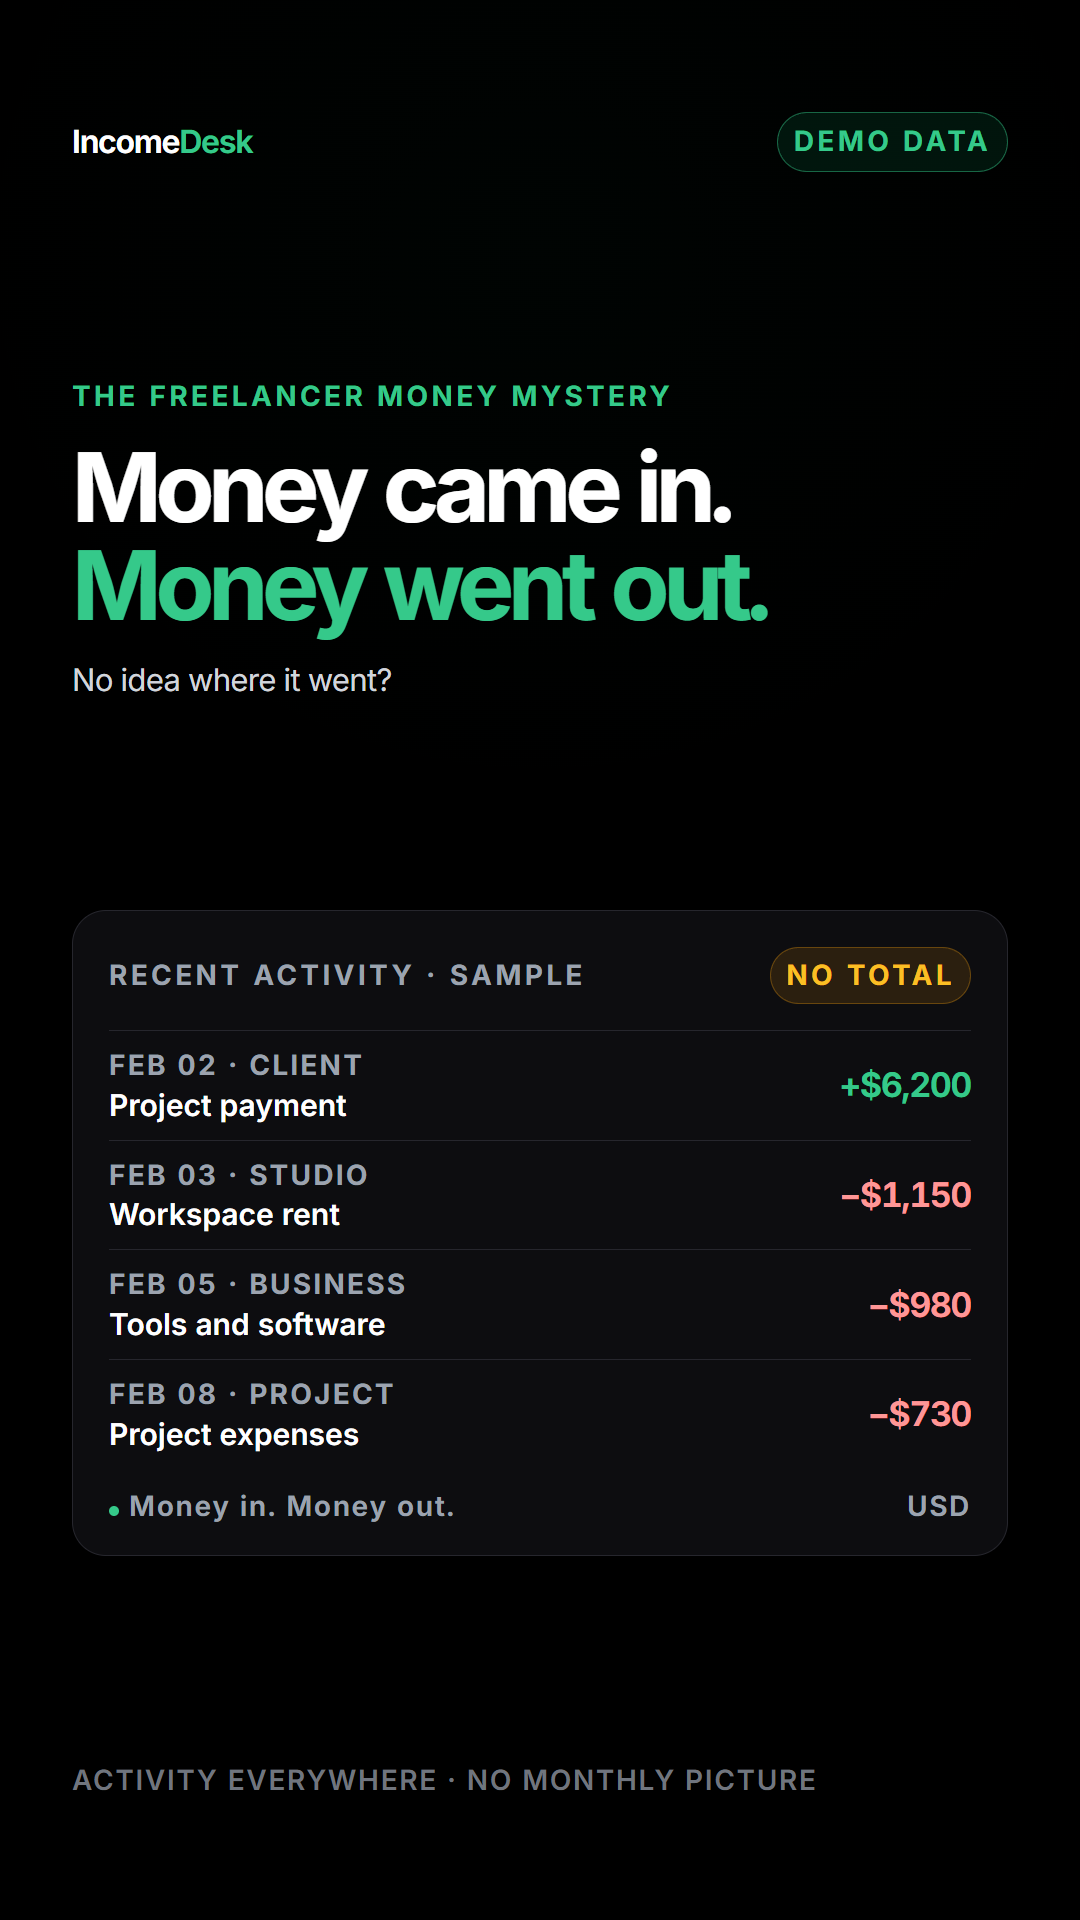 IncomeDesk
DEMO DATA
THE FREELANCER MONEY MYSTERY
Money came in.
Money went out.
No idea where it went?
RECENT ACTIVITY · SAMPLE
NO TOTAL
FEB 02 · CLIENT
Project payment
+$6,200
FEB 03 · STUDIO
Workspace rent
−$1,150
FEB 05 · BUSINESS
Tools and software
−$980
FEB 08 · PROJECT
Project expenses
−$730
Money in. Money out.
USD
ACTIVITY EVERYWHERE · NO MONTHLY PICTURE